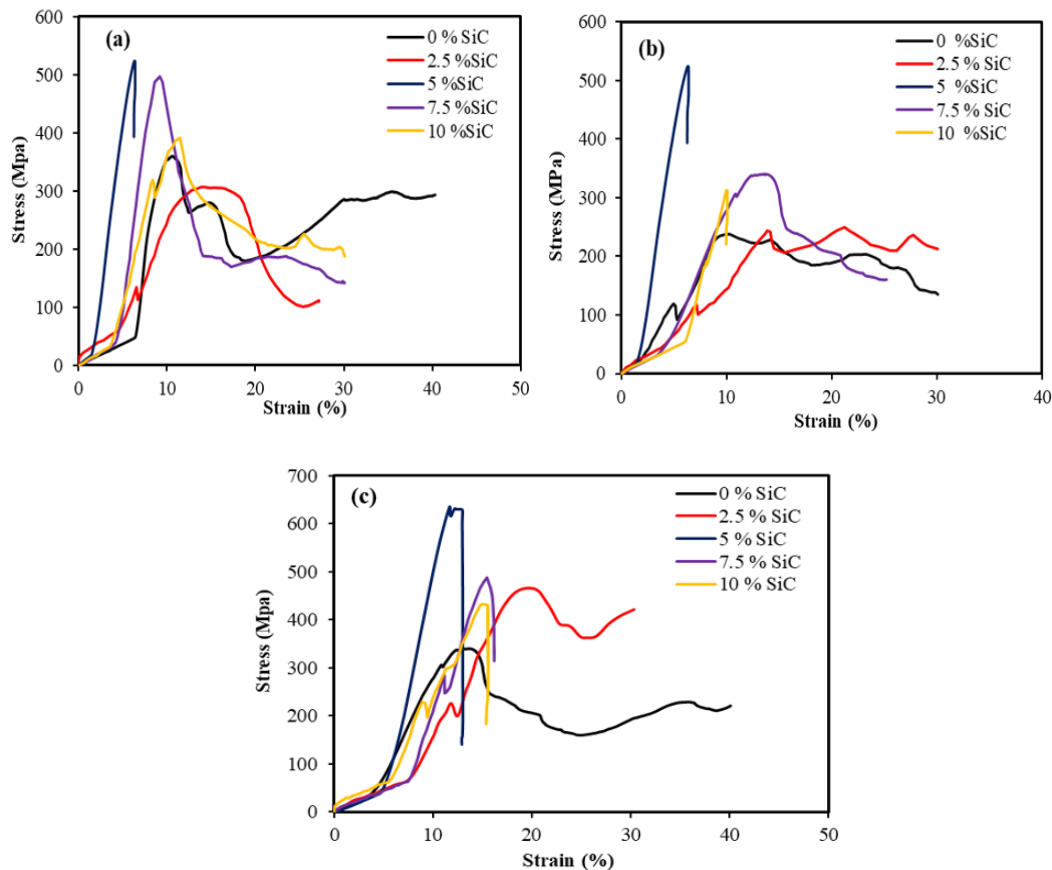 (a)
0 % SiC
2.5 %SiC
5 %SiC
7.5 %SiC
10 %SiC
Stress (Mpa)
600
500
400
300
200
100
0
0 10 20 30 40 50
Strain (%)
(b)
0 %SiC
2.5 % SiC
5 %SiC
7.5 % SiC
10 %SiC
Stress (MPa)
600
500
400
300
200
100
0
0 10 20 30 40
Strain (%)
(c)
0 % SiC
2.5 % SiC
5 % SiC
7.5 % SiC
10 % SiC
Stress (Mpa)
700
600
500
400
300
200
100
0
0 10 20 30 40 50
Strain (%)